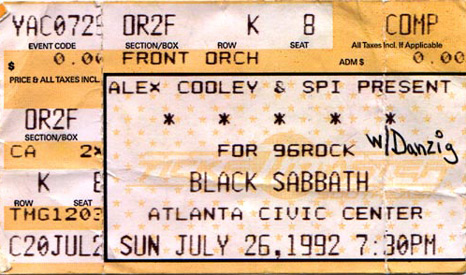 YAC0725 OR2F K 8 COMP
EVENT CODE SECTION/BOX ROW SEAT All Taxes Incl. If Applicable
$ 0.00 FRONT ORCH ADM $ 0.00
PRICE & ALL TAXES INCL.
ALEX COOLEY & SPI PRESENT
OR2F * * * * *
SECTION/BOX
CA 2× FOR 96ROCK w/Danzig
K 8 BLACK SABBATH
ROW SEAT
THG1203 ATLANTA CIVIC CENTER
C20JUL2 SUN JULY 26,1992 7:30PM